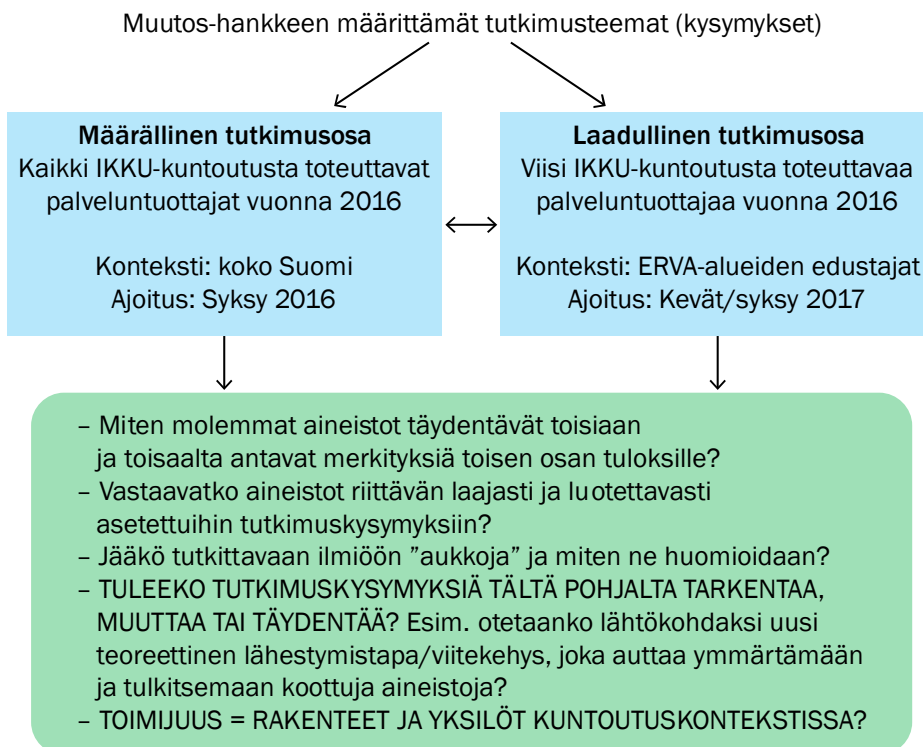 Muutos-hankkeen määrittämät tutkimusteemat (kysymykset)
Määrällinen tutkimusosa
Kaikki IKKU-kuntoutusta toteuttavat
palveluntuottajat vuonna 2016
Konteksti: koko Suomi
Ajoitus: Syksy 2016
Laadullinen tutkimusosa
Viisi IKKU-kuntoutusta toteuttavaa
palveluntuottajaa vuonna 2016
Konteksti: ERVA-alueiden edustajat
Ajoitus: Kevät/syksy 2017
– Miten molemmat aineistot täydentävät toisiaan
ja toisaalta antavat merkityksiä toisen osan tuloksille?
– Vastaavatko aineistot riittävän laajasti ja luotettavasti
asetettuihin tutkimuskysymyksiin?
– Jääkö tutkittavaan ilmiöön ”aukkoja” ja miten ne huomioidaan?
– TULEEKO TUTKIMUSKYSYMYKSIÄ TÄLTÄ POHJALTA TARKENTAA,
MUUTTAA TAI TÄYDENTÄÄ? Esim. otetaanko lähtökohdaksi uusi
teoreettinen lähestymistapa/viitekehys, joka auttaa ymmärtämään
ja tulkitsemaan koottuja aineistoja?
– TOIMIJUUS = RAKENTEET JA YKSILÖT KUNTOUTUSKONTEKSTISSA?